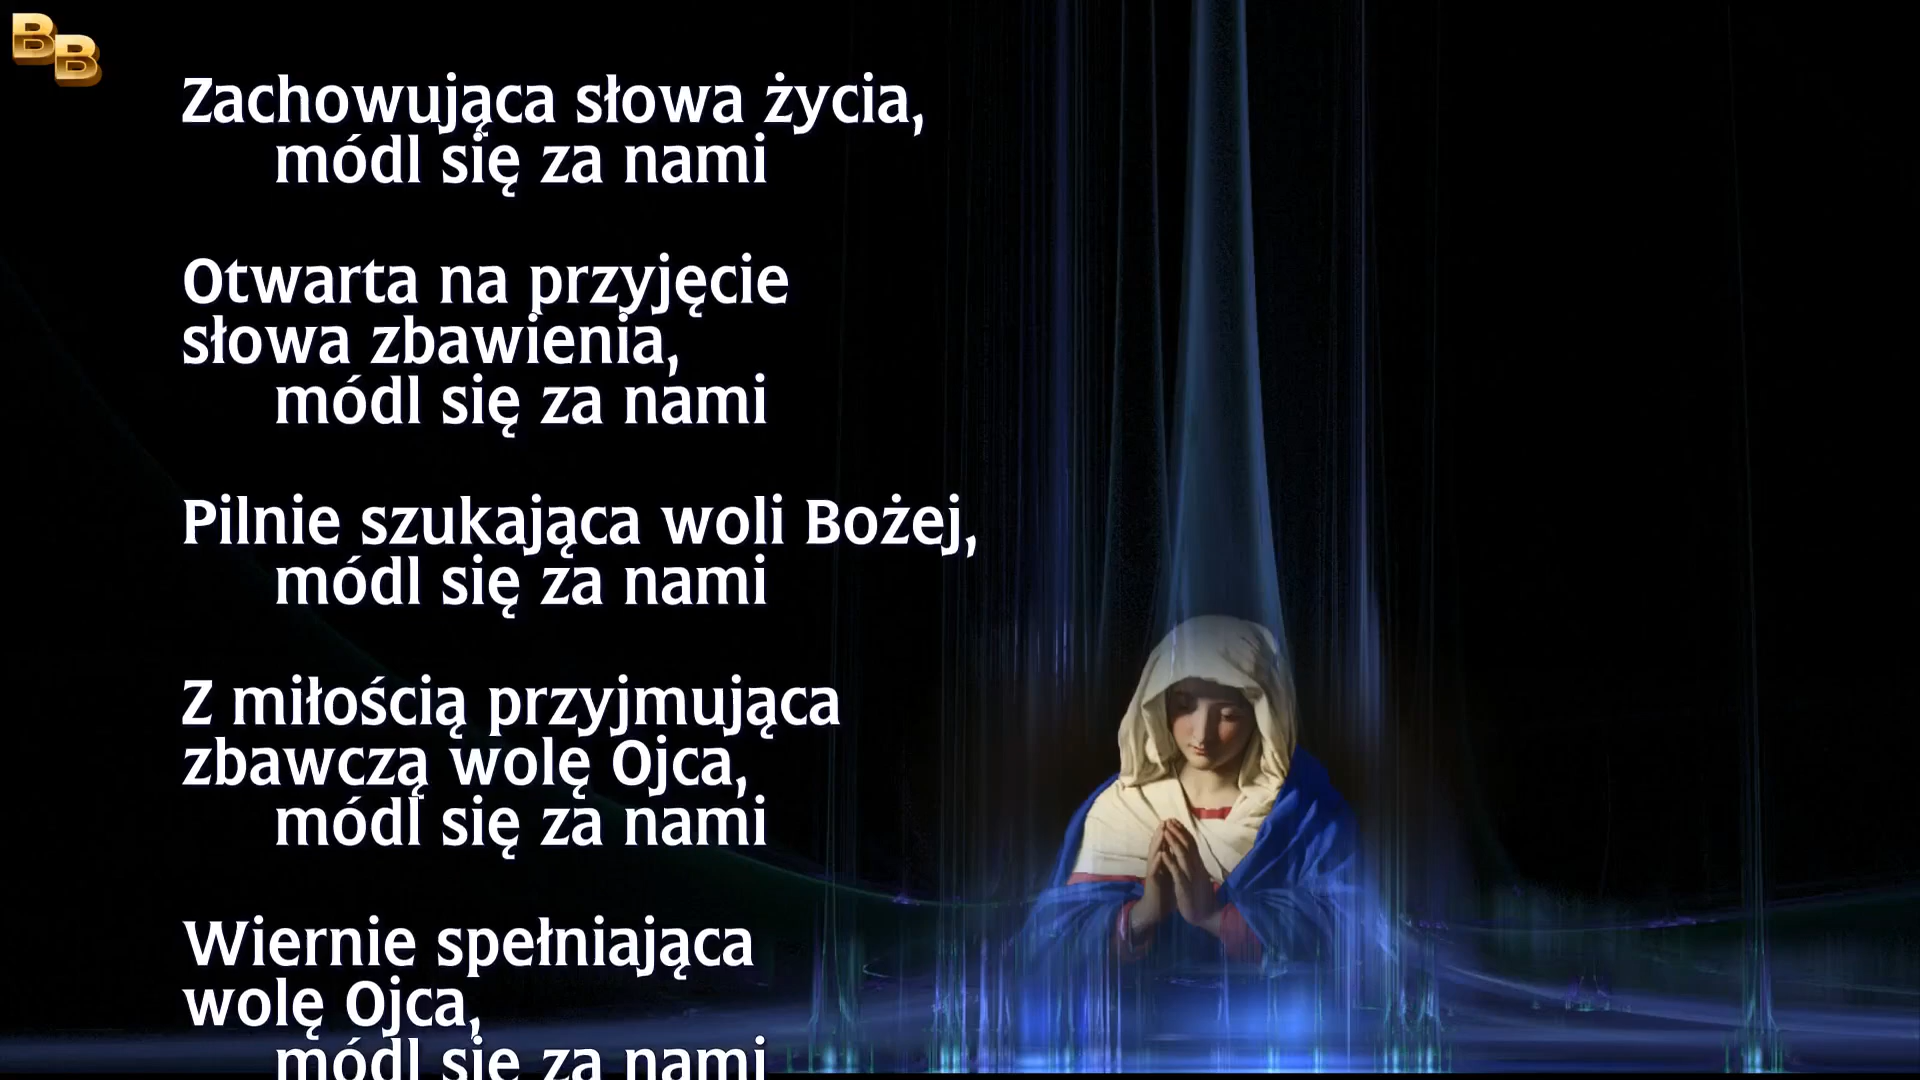 BB
Zachowująca słowa życia,
módl się za nami
Otwarta na przyjęcie
słowa zbawienia,
módl się za nami
Pilnie szukająca woli Bożej,
módl się za nami
Z miłością przyjmująca
zbawczą wolę Ojca,
módl się za nami
Wiernie spełniająca
wolę Ojca,
módl się za nami